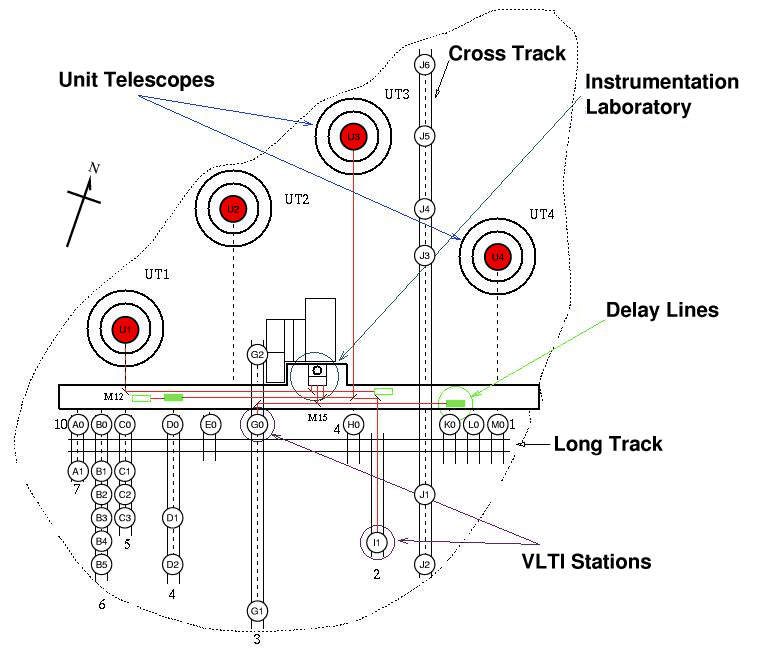 J6
Cross Track
Unit Telescopes
Instrumentation
Laboratory
UT3
U3
J5
N
UT2
U2
J4
UT4
J3
U4
UT1
U1
Delay Lines
G2
M12
M15
10
A0
B0
C0
D0
E0
G0
4
H0
K0
L0
M0
1
Long Track
A1
B1
C1
7
B2
C2
J1
B3
C3
D1
B4
5
I1
B5
D2
J2
VLTI Stations
6
4
2
G1
3